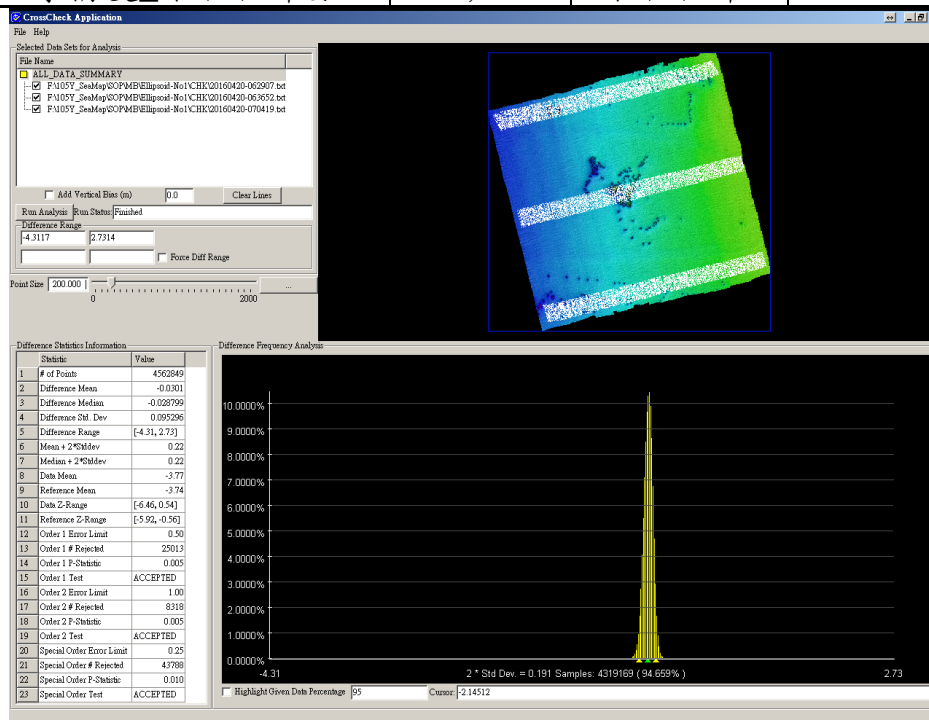 CrossCheck Application
File Help
Selected Data Sets for Analysis
File Name
ALL_DATA_SUMMARY
F:\105Y_SeaMap\SOP\MB\Ellipsoid-No1\CHK\20160420-062907.txt
F:\105Y_SeaMap\SOP\MB\Ellipsoid-No1\CHK\20160420-063652.txt
F:\105Y_SeaMap\SOP\MB\Ellipsoid-No1\CHK\20160420-070419.txt
Add Vertical Bias (m) 0.0 Clear Lines
Run Analysis Run Status: Finished
Difference Range
-4.3117 2.7314
Force Diff Range
Point Size 200.000 ...
0 2000
Difference Statistics Information
Statistic Value
1 # of Points 4562849
2 Difference Mean -0.0301
3 Difference Median -0.028799
4 Difference Std. Dev 0.095296
5 Difference Range [-4.31, 2.73]
6 Mean + 2*Stddev 0.22
7 Median + 2*Stddev 0.22
8 Data Mean -3.77
9 Reference Mean -3.74
10 Data Z-Range [-6.46, 0.54]
11 Reference Z-Range [-5.92, -0.56]
12 Order 1 Error Limit 0.50
13 Order 1 # Rejected 25013
14 Order 1 P-Statistic 0.005
15 Order 1 Test ACCEPTED
16 Order 2 Error Limit 1.00
17 Order 2 # Rejected 8318
18 Order 2 P-Statistic 0.005
19 Order 2 Test ACCEPTED
20 Special Order Error Limit 0.25
21 Special Order # Rejected 43788
22 Special Order P-Statistic 0.010
23 Special Order Test ACCEPTED
Difference Frequency Analysis
10.0000%
9.0000%
8.0000%
7.0000%
6.0000%
5.0000%
4.0000%
3.0000%
2.0000%
1.0000%
0.0000%
-4.31 2 * Std Dev. = 0.191 Samples: 4319169 ( 94.659% ) 2.73
Highlight Given Data Percentage 95 Cursor: -2.14512